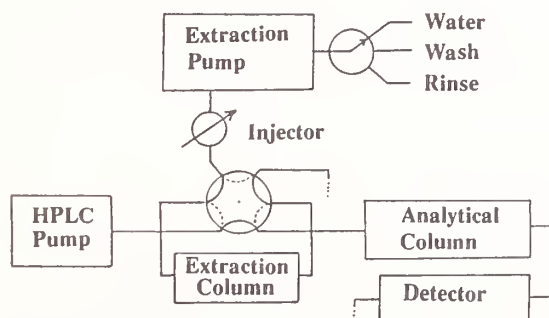 Extraction
Pump
Water
Wash
Rinse
Injector
HPLC
Pump
Extraction
Column
Analytical
Column
Detector